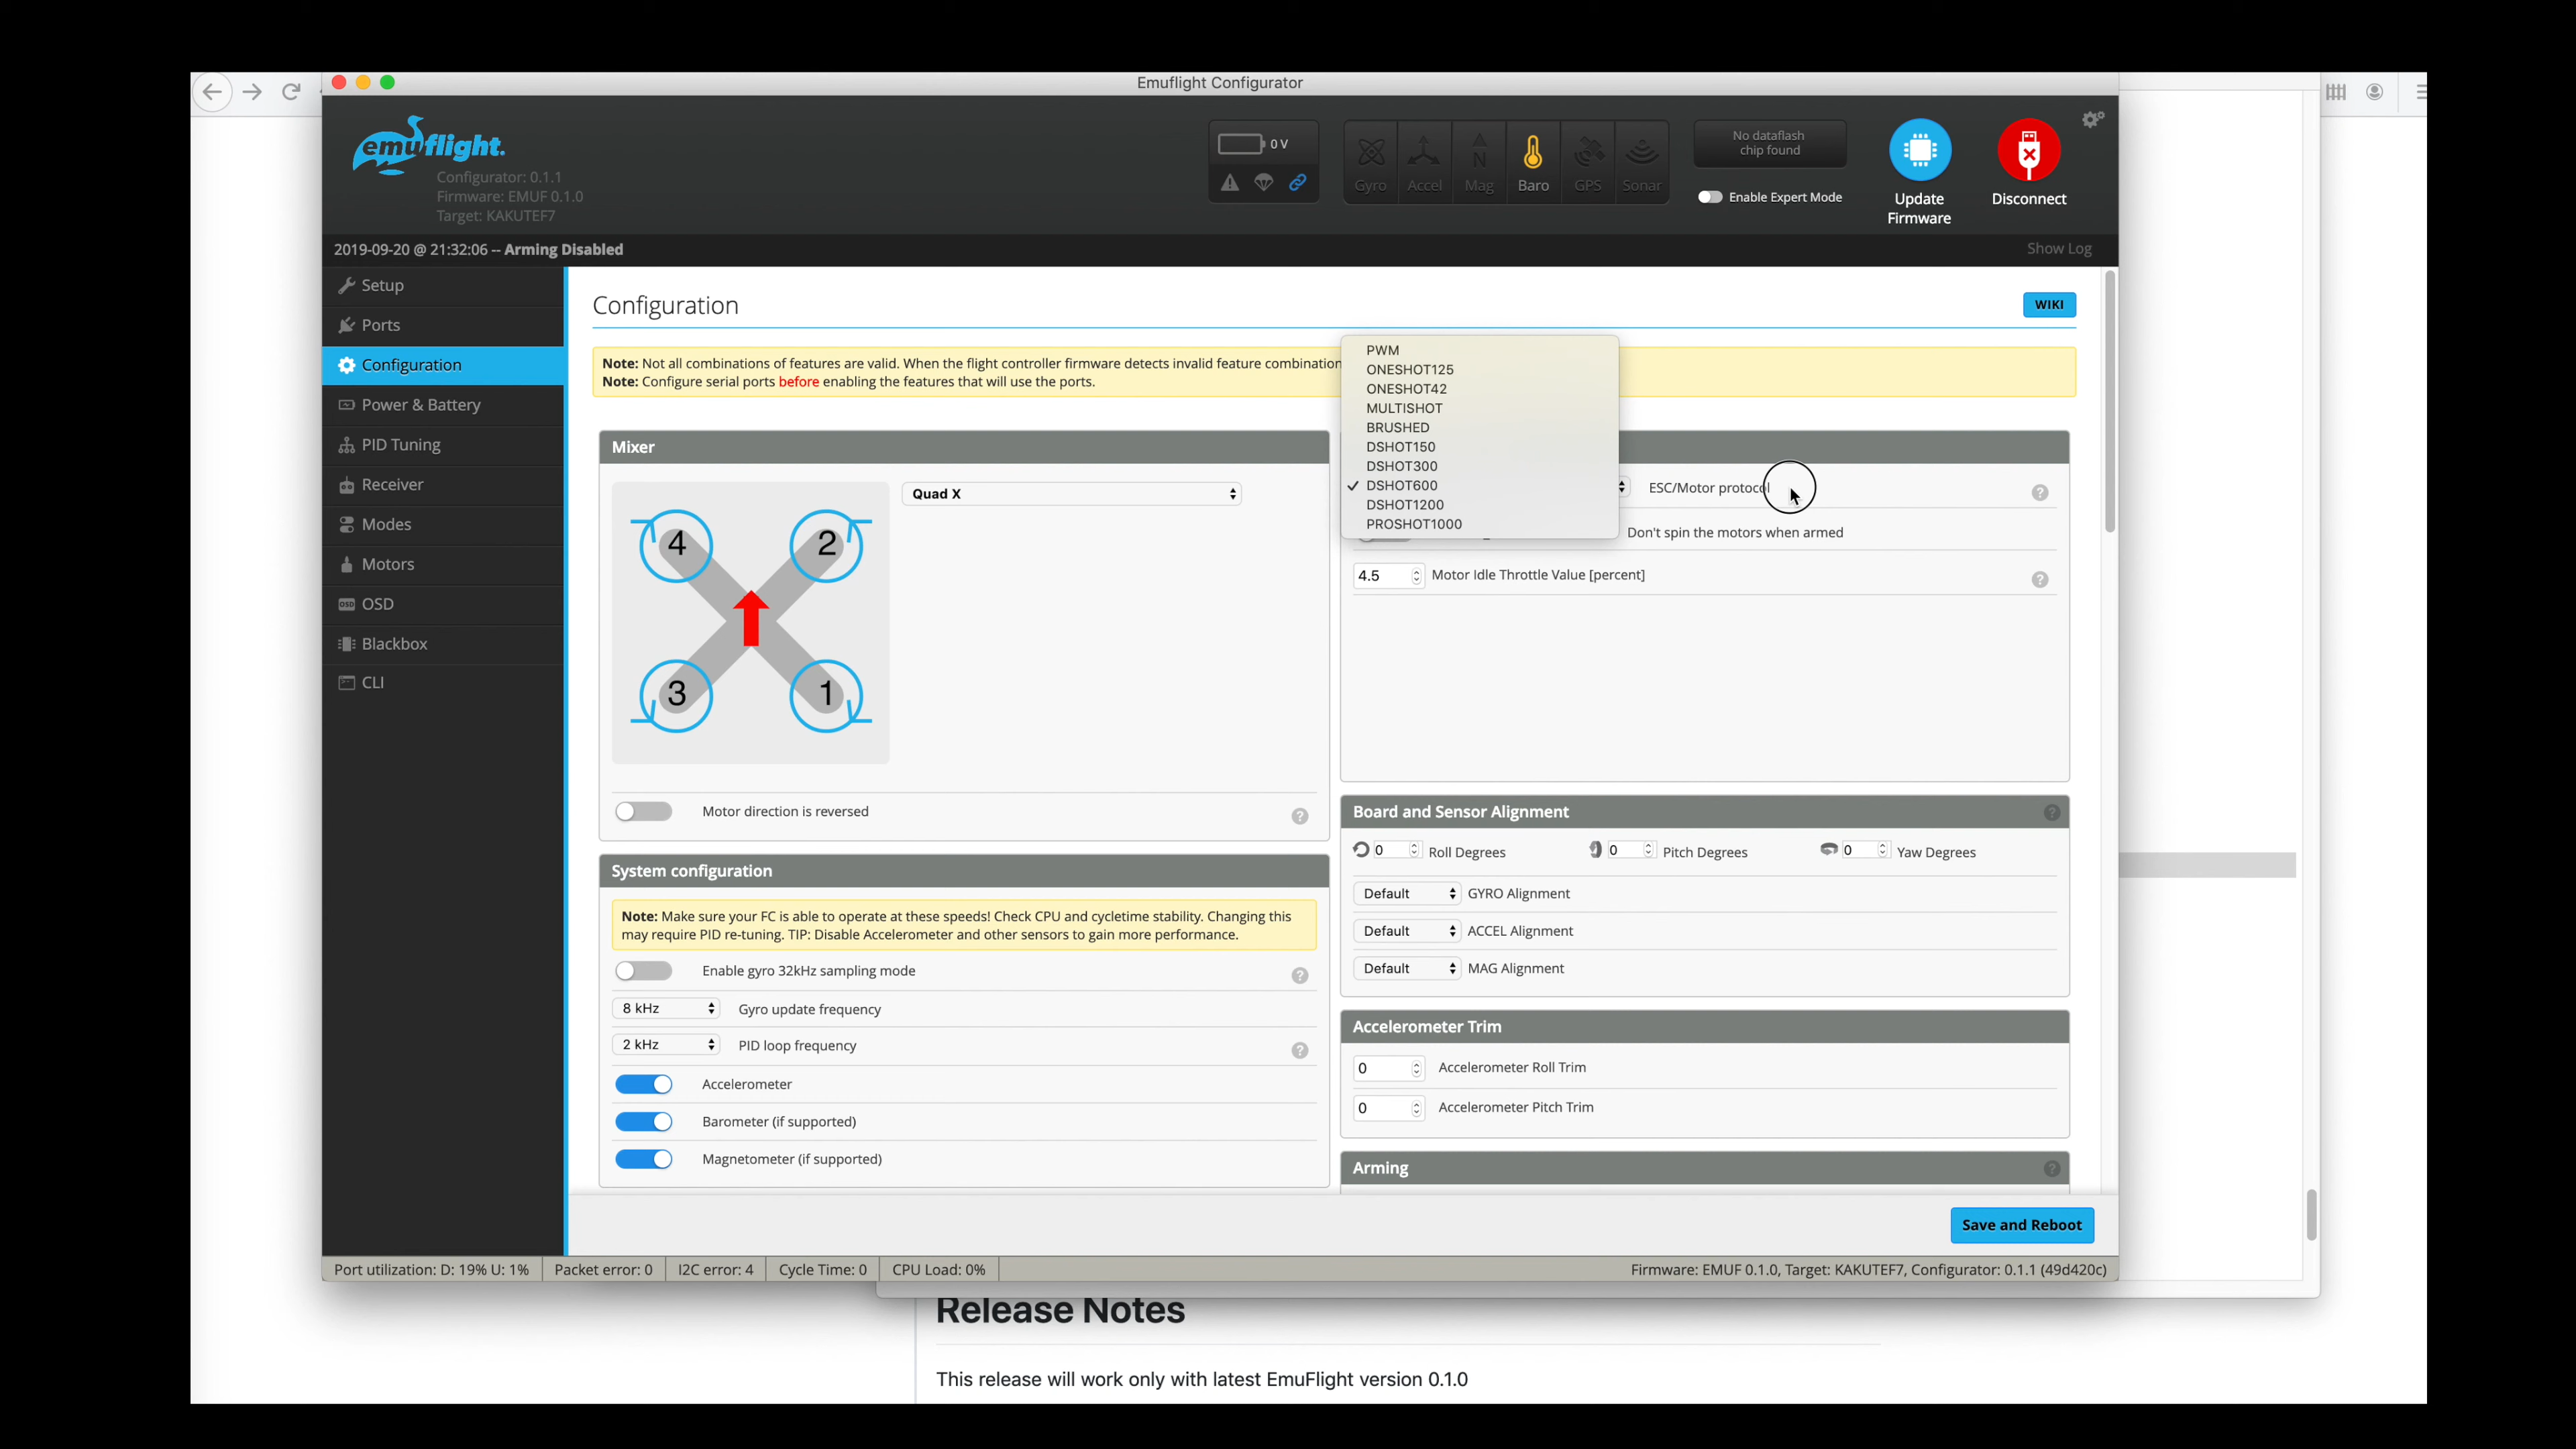 Emuflight Configurator
emuflight.
Configurator: 0.1.1
Firmware: EMUF 0.1.0
Target: KAKUTEF7
0 V
Gyro
Accel
N
Mag
Baro
GPS
Sonar
No dataflash
chip found
Enable Expert Mode
Update
Firmware
Disconnect
2019-09-20 @ 21:32:06 -- Arming Disabled
Show Log
Setup
Ports
Configuration
Power & Battery
PID Tuning
Receiver
Modes
Motors
OSD
OSD
Blackbox
CLI
Configuration
WIKI
Note: Not all combinations of features are valid. When the flight controller firmware detects invalid feature combination
Note: Configure serial ports before enabling the features that will use the ports.
PWM
ONESHOT125
ONESHOT42
MULTISHOT
BRUSHED
DSHOT150
DSHOT300
✓ DSHOT600
DSHOT1200
PROSHOT1000
Mixer
Quad X
4
2
3
1
Motor direction is reversed
?
ESC/Motor protocol
?
Don't spin the motors when armed
4.5
Motor Idle Throttle Value [percent]
?
System configuration
Note: Make sure your FC is able to operate at these speeds! Check CPU and cycletime stability. Changing this
may require PID re-tuning. TIP: Disable Accelerometer and other sensors to gain more performance.
Enable gyro 32kHz sampling mode
?
8 kHz
Gyro update frequency
2 kHz
PID loop frequency
?
Accelerometer
Barometer (if supported)
Magnetometer (if supported)
Board and Sensor Alignment
?
0
Roll Degrees
0
Pitch Degrees
0
Yaw Degrees
Default
GYRO Alignment
Default
ACCEL Alignment
Default
MAG Alignment
Accelerometer Trim
0
Accelerometer Roll Trim
0
Accelerometer Pitch Trim
Arming
?
Save and Reboot
Port utilization: D: 19% U: 1%
Packet error: 0
I2C error: 4
Cycle Time: 0
CPU Load: 0%
Firmware: EMUF 0.1.0, Target: KAKUTEF7, Configurator: 0.1.1 (49d420c)
Release Notes
This release will work only with latest EmuFlight version 0.1.0